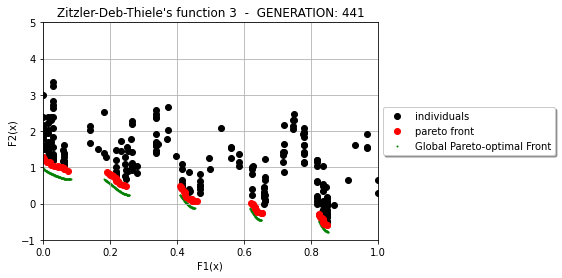 Zitzler-Deb-Thiele's function 3 - GENERATION: 441
5
4
3
2
1
0
−1
F2(x)
0.0 0.2 0.4 0.6 0.8 1.0
F1(x)
individuals
pareto front
Global Pareto-optimal Front